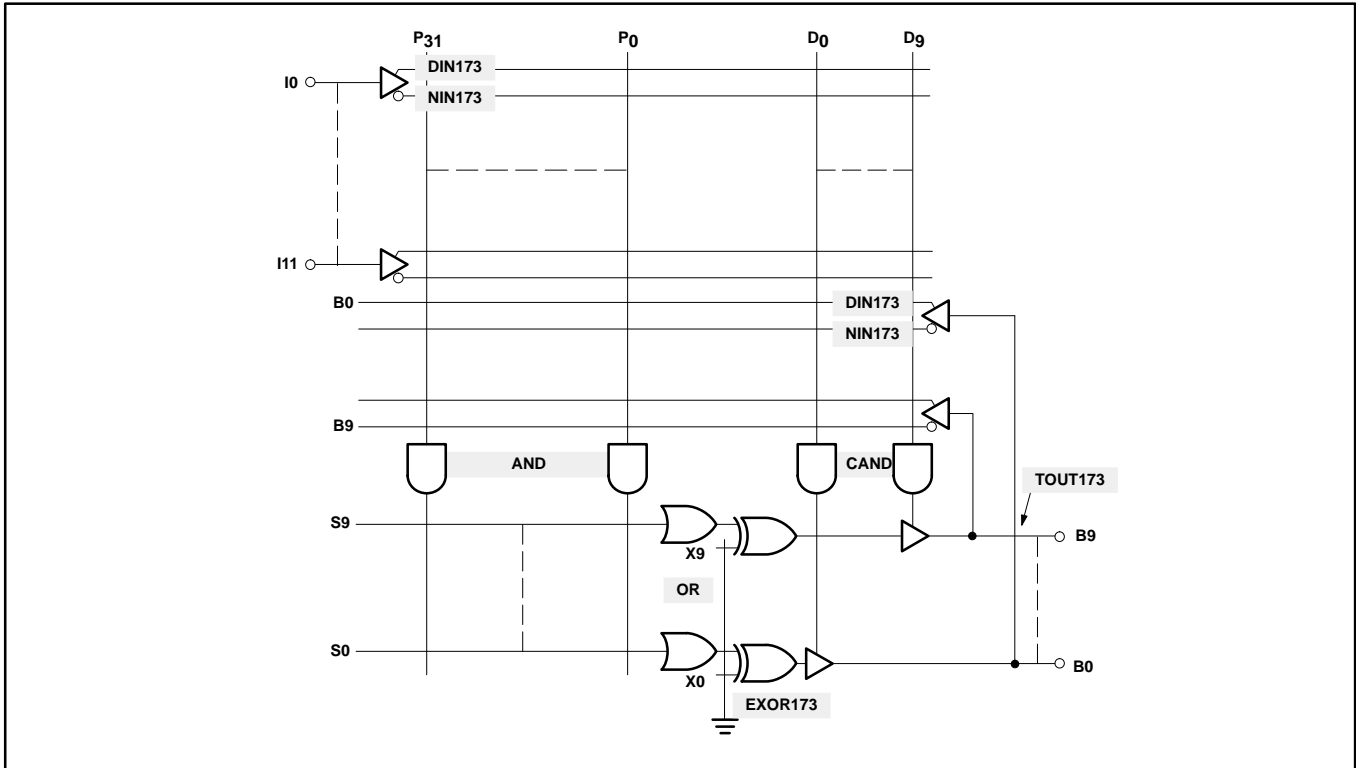 P31 P0 D0 D9
DIN173
I0
NIN173
I11
B0 DIN173
NIN173
B9
AND CAND
TOUT173
S9
B9
X9
OR
S0
B0
X0
EXOR173